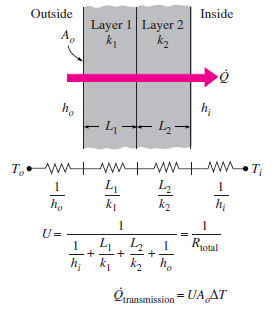 Outside Inside
Layer 1 Layer 2
Aₒ k₁ k₂
Q̇
hₒ hᵢ
L₁ L₂
Tₒ Tᵢ
1/hₒ L₁/k₁ L₂/k₂ 1/hᵢ
U = 1/(1/hᵢ + L₁/k₁ + L₂/k₂ + 1/hₒ) = 1/Rtotal
Q̇transmission = UAₒΔT